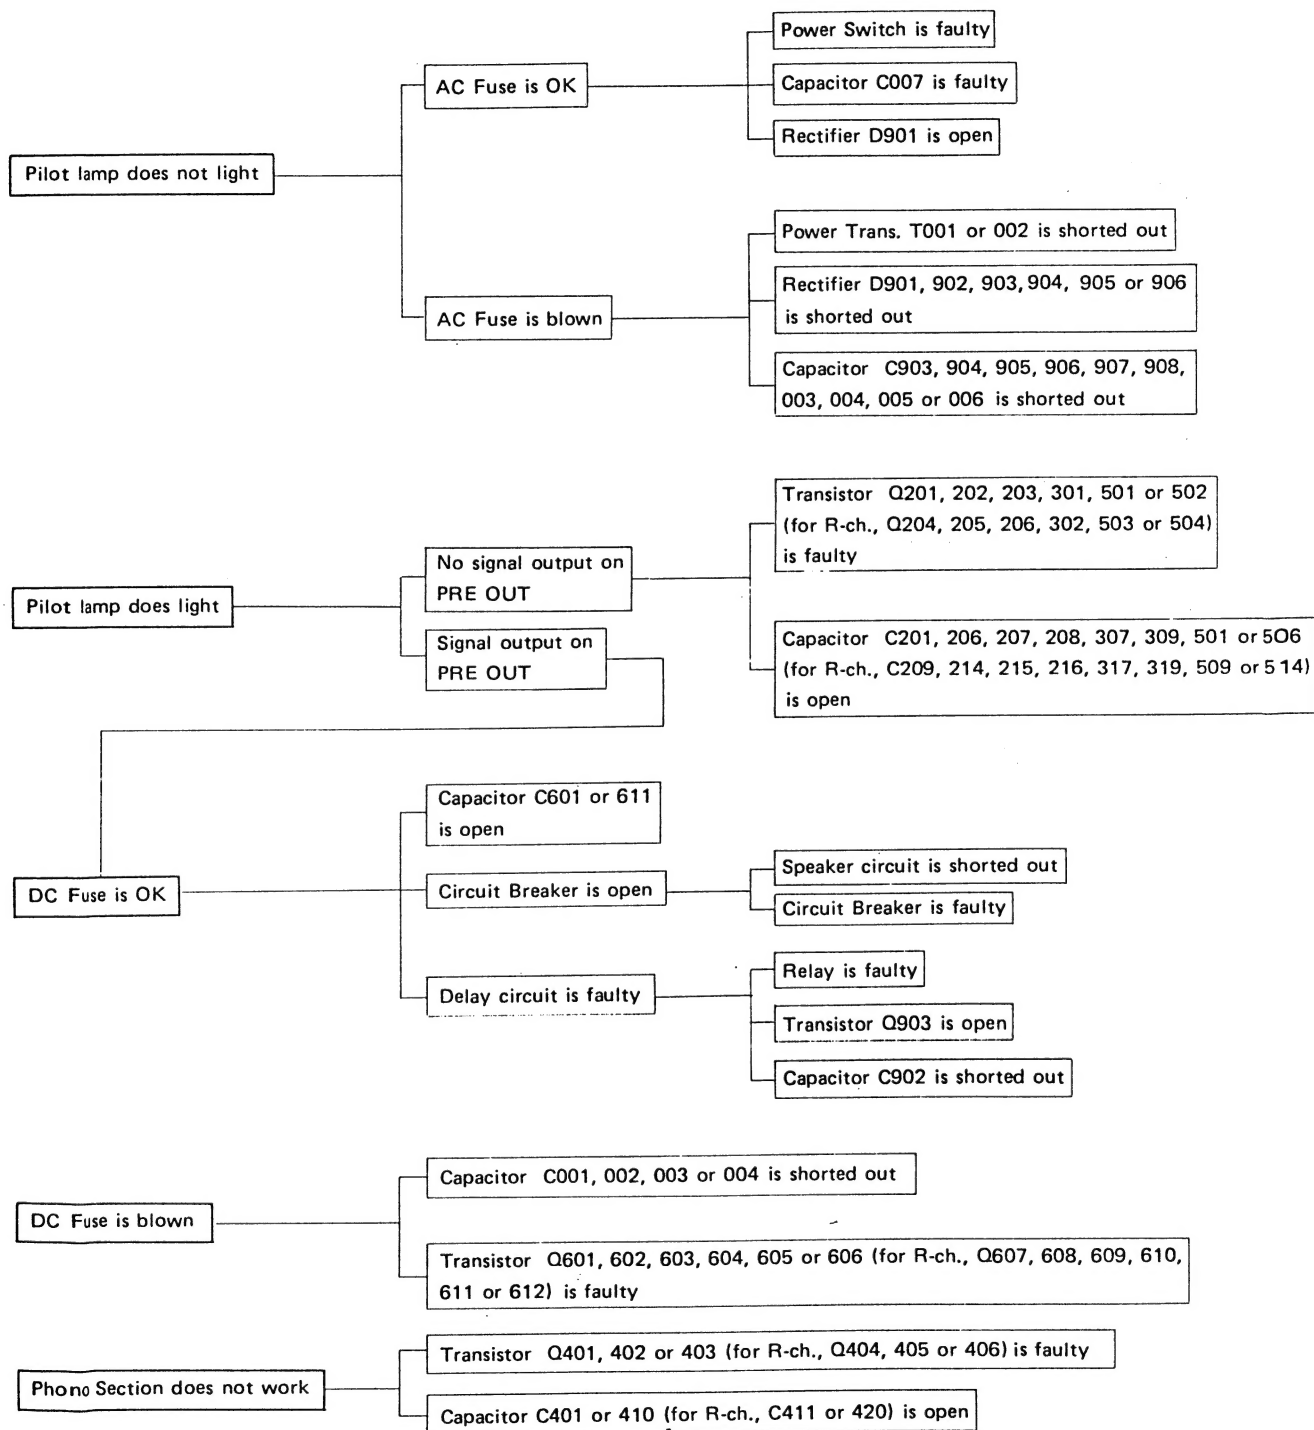 Power Switch is faulty
AC Fuse is OK
Capacitor C007 is faulty
Rectifier D901 is open
Pilot lamp does not light
Power Trans. T001 or 002 is shorted out
Rectifier D901, 902, 903, 904, 905 or 906
is shorted out
AC Fuse is blown
Capacitor C903, 904, 905, 906, 907, 908,
003, 004, 005 or 006 is shorted out
Transistor Q201, 202, 203, 301, 501 or 502
(for R-ch., Q204, 205, 206, 302, 503 or 504)
is faulty
No signal output on
PRE OUT
Pilot lamp does light
Signal output on
PRE OUT
Capacitor C201, 206, 207, 208, 307, 309, 501 or 506
(for R-ch., C209, 214, 215, 216, 317, 319, 509 or 514)
is open
Capacitor C601 or 611
is open
DC Fuse is OK
Circuit Breaker is open
Speaker circuit is shorted out
Circuit Breaker is faulty
Delay circuit is faulty
Relay is faulty
Transistor Q903 is open
Capacitor C902 is shorted out
Capacitor C001, 002, 003 or 004 is shorted out
DC Fuse is blown
Transistor Q601, 602, 603, 604, 605 or 606 (for R-ch., Q607, 608, 609, 610,
611 or 612) is faulty
Transistor Q401, 402 or 403 (for R-ch., Q404, 405 or 406) is faulty
Phono Section does not work
Capacitor C401 or 410 (for R-ch., C411 or 420) is open